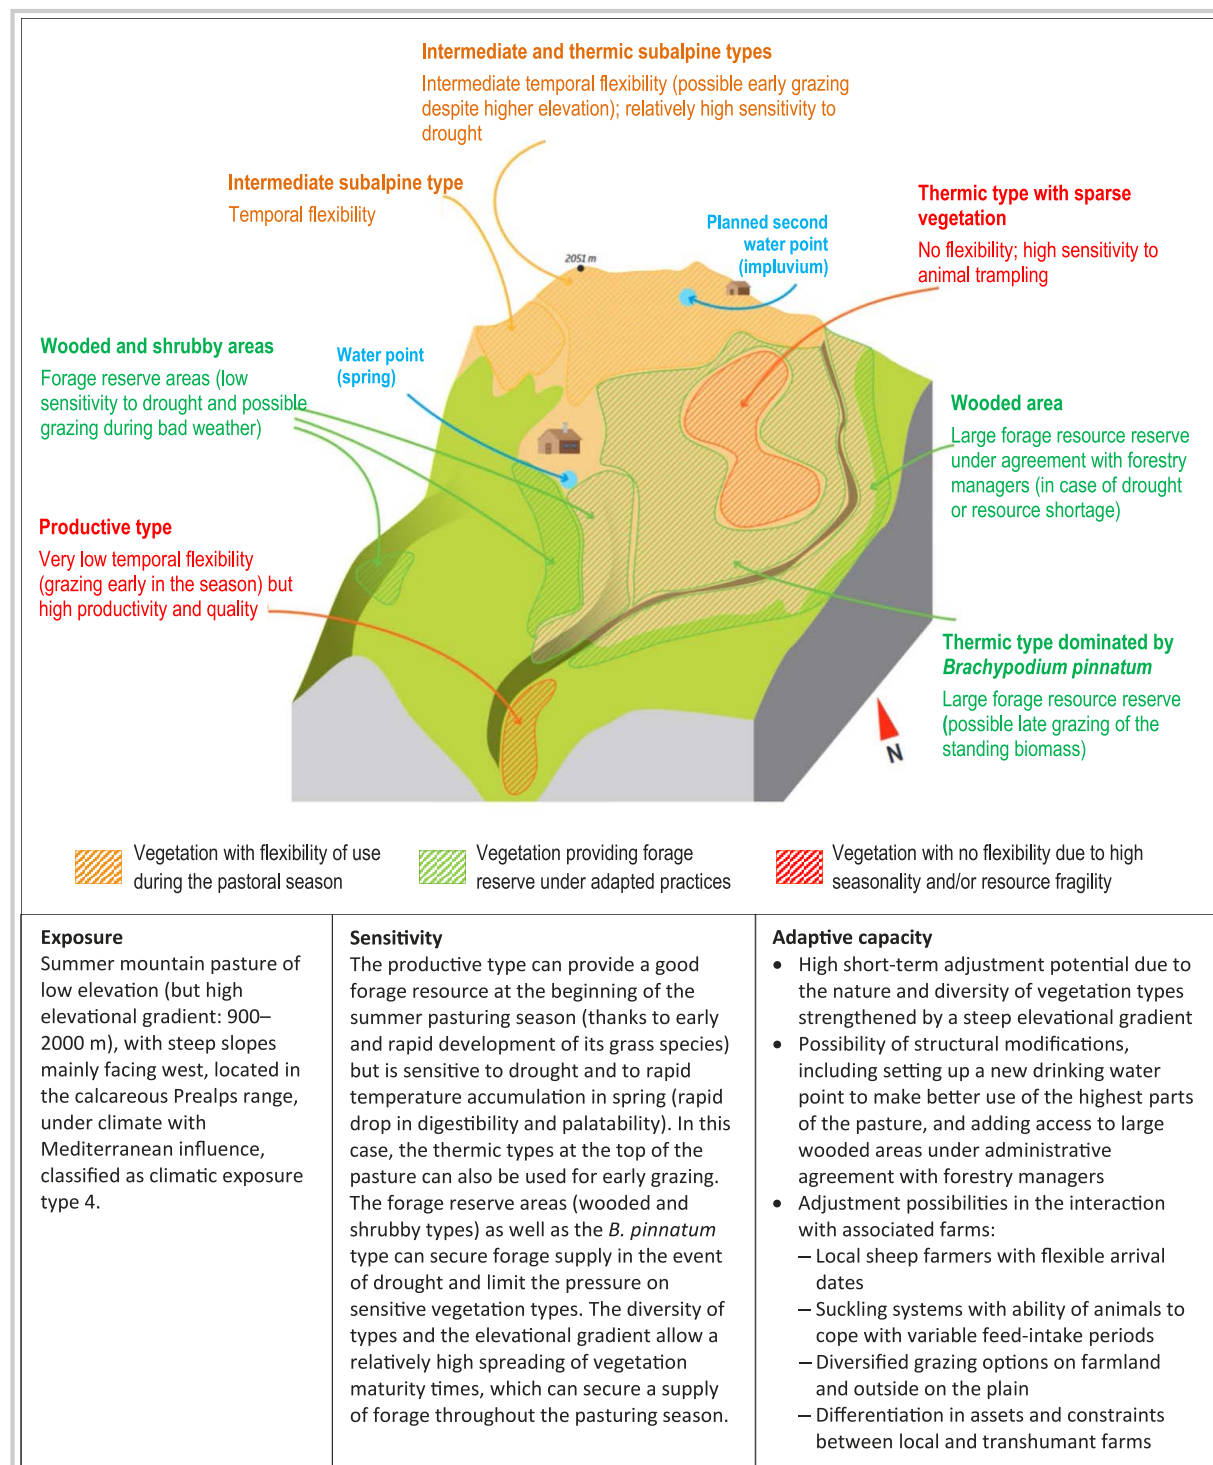 Intermediate and thermic subalpine types
Intermediate temporal flexibility (possible early grazing
despite higher elevation); relatively high sensitivity to
drought
Intermediate subalpine type
Temporal flexibility
Thermic type with sparse
vegetation
No flexibility; high sensitivity to
animal trampling
Planned second
water point
(impluvium)
2051 m
Wooded and shrubby areas
Forage reserve areas (low
sensitivity to drought and possible
grazing during bad weather)
Water point
(spring)
Wooded area
Large forage resource reserve
under agreement with forestry
managers (in case of drought
or resource shortage)
Productive type
Very low temporal flexibility
(grazing early in the season) but
high productivity and quality
Thermic type dominated by
Brachypodium pinnatum
Large forage resource reserve
(possible late grazing of the
standing biomass)
N
Vegetation with flexibility of use
during the pastoral season
Vegetation providing forage
reserve under adapted practices
Vegetation with no flexibility due to high
seasonality and/or resource fragility
Exposure
Summer mountain pasture of
low elevation (but high
elevational gradient: 900–
2000 m), with steep slopes
mainly facing west, located in
the calcareous Prealps range,
under climate with
Mediterranean influence,
classified as climatic exposure
type 4.
Sensitivity
The productive type can provide a good
forage resource at the beginning of the
summer pasturing season (thanks to early
and rapid development of its grass species)
but is sensitive to drought and to rapid
temperature accumulation in spring (rapid
drop in digestibility and palatability). In this
case, the thermic types at the top of the
pasture can also be used for early grazing.
The forage reserve areas (wooded and
shrubby types) as well as the B. pinnatum
type can secure forage supply in the event
of drought and limit the pressure on
sensitive vegetation types. The diversity of
types and the elevational gradient allow a
relatively high spreading of vegetation
maturity times, which can secure a supply
of forage throughout the pasturing season.
Adaptive capacity
• High short-term adjustment potential due to
the nature and diversity of vegetation types
strengthened by a steep elevational gradient
• Possibility of structural modifications,
including setting up a new drinking water
point to make better use of the highest parts
of the pasture, and adding access to large
wooded areas under administrative
agreement with forestry managers
• Adjustment possibilities in the interaction
with associated farms:
– Local sheep farmers with flexible arrival
dates
– Suckling systems with ability of animals to
cope with variable feed-intake periods
– Diversified grazing options on farmland
and outside on the plain
– Differentiation in assets and constraints
between local and transhumant farms